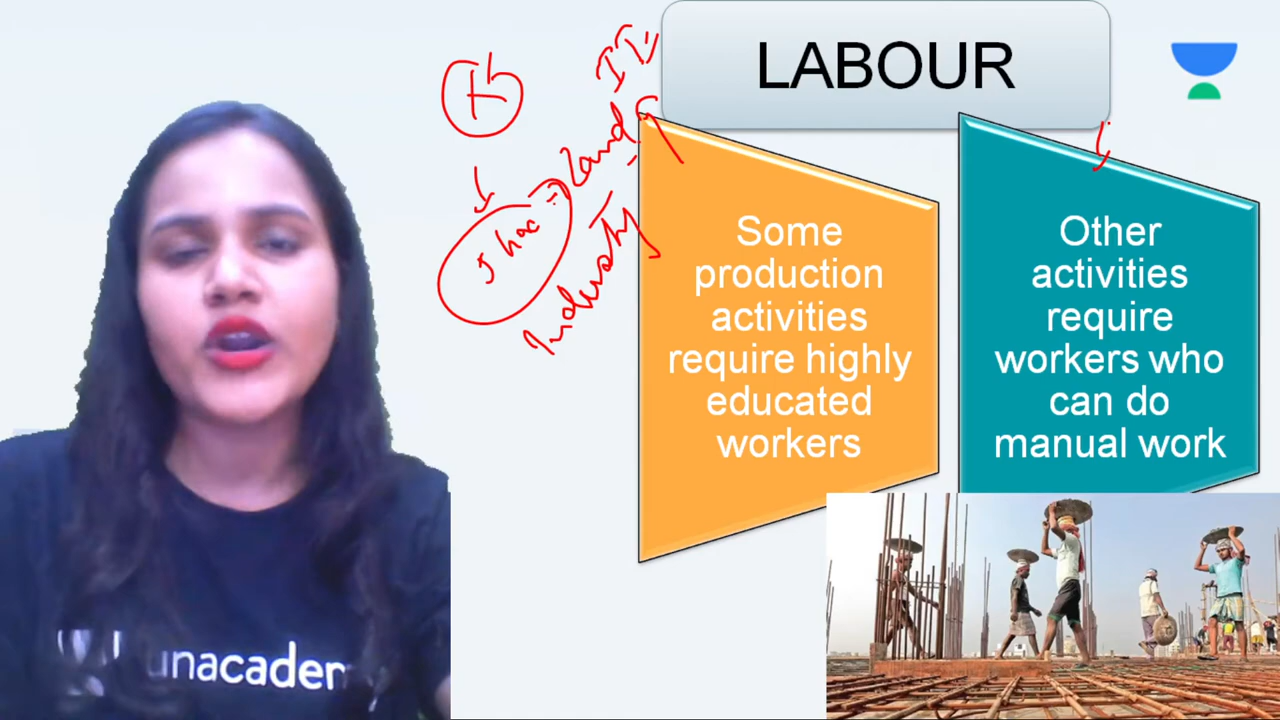 LABOUR
Some
production
activities
require highly
educated
workers
Other
activities
require
workers who
can do
manual work
Land
Industry
unacadem